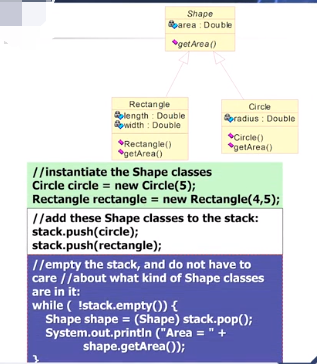 Shape
area : Double
getArea()
Rectangle
length : Double
width : Double
Rectangle()
getArea()
Circle
radius : Double
Circle()
getArea()
//instantiate the Shape classes
Circle circle = new Circle(5);
Rectangle rectangle = new Rectangle(4,5);
//add these Shape classes to the stack:
stack.push(circle);
stack.push(rectangle);
//empty the stack, and do not have to
care //about what kind of Shape classes
are in it:
while ( !stack.empty()) {
Shape shape = (Shape) stack.pop();
System.out.println ("Area = " +
shape.getArea());
}